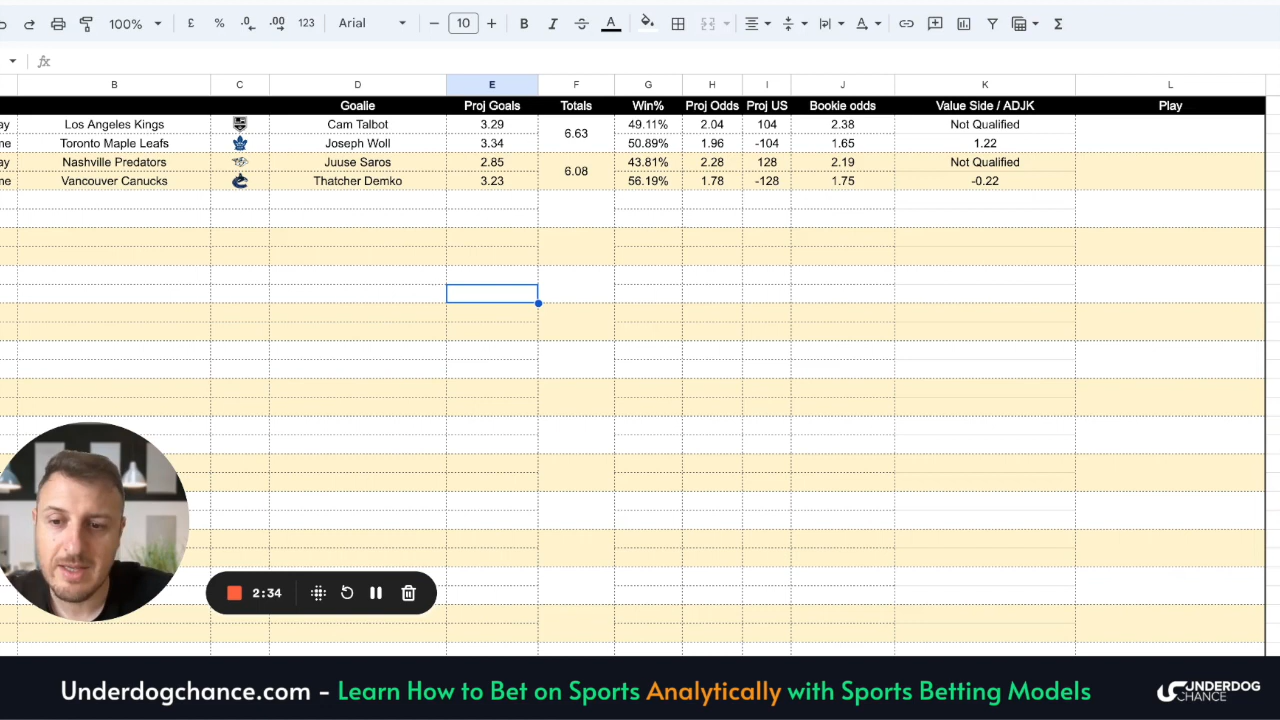 100% £ % .0 .00 123 Arial − 10 + B I S A Σ
fx
B C D E F G H I J K L
Goalie Proj Goals Totals Win% Proj Odds Proj US Bookie odds Value Side / ADJK Play
ay Los Angeles Kings Cam Talbot 3.29 6.63 49.11% 2.04 104 2.38 Not Qualified
me Toronto Maple Leafs Joseph Woll 3.34 50.89% 1.96 -104 1.65 1.22
ay Nashville Predators Juuse Saros 2.85 6.08 43.81% 2.28 128 2.19 Not Qualified
me Vancouver Canucks Thatcher Demko 3.23 56.19% 1.78 -128 1.75 -0.22
2:34
Underdogchance.com - Learn How to Bet on Sports Analytically with Sports Betting Models
UNDERDOG
CHANCE